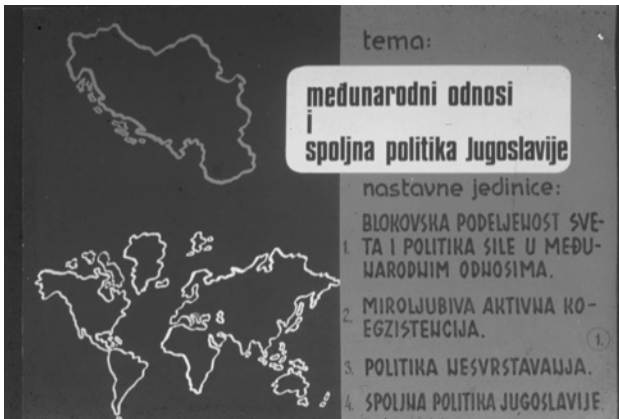 tema:
međunarodni odnosi
i
spoljna politika Jugoslavije
nastavne jedinice:
1. BLOKOVSKA PODELJENOST SVE-
TA I POLITIKA SILE U MEĐU-
NARODNIM ODNOSIMA.
2. MIROLJUBIVA AKTIVNA KO-
EGZISTENCIJA.
1.
3. POLITIKA NESVRSTAVANJA.
4. SPOLJNA POLITIKA JUGOSLAVIJE